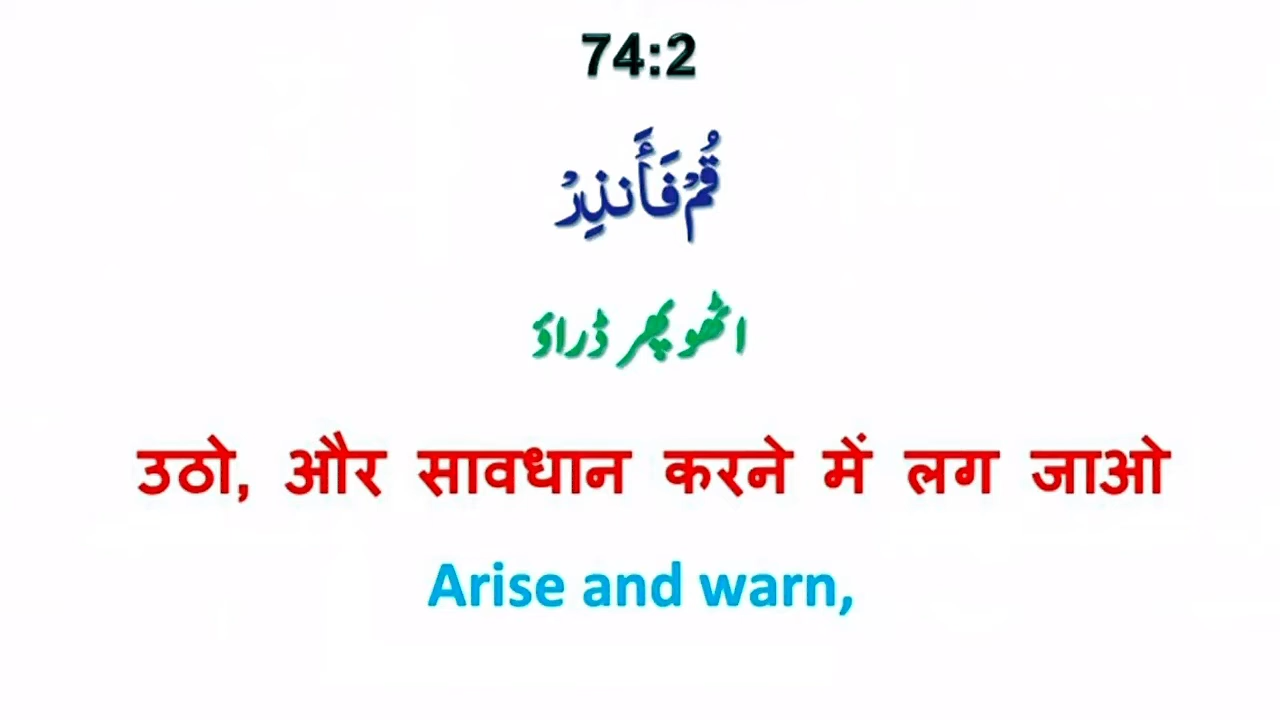 74:2
قُمْ فَأَنذِرْ
اٹھو پھر ڈراؤ
उठो, और सावधान करने में लग जाओ
Arise and warn,